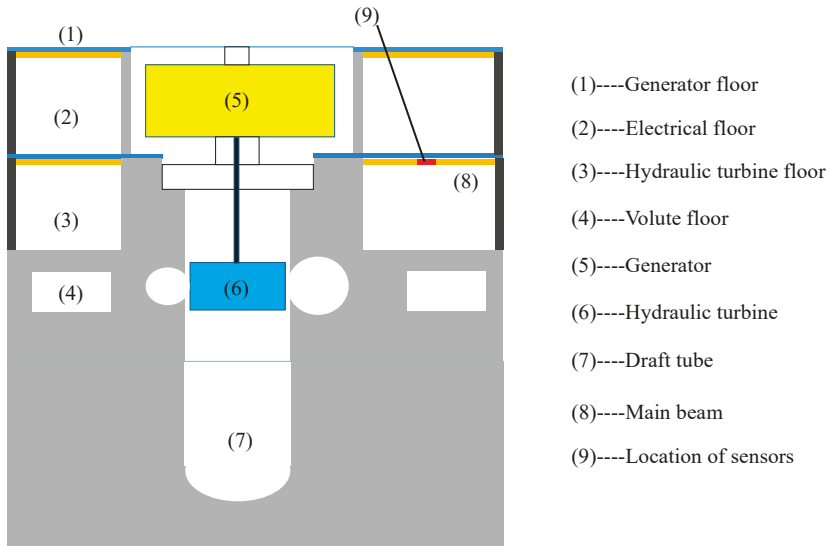 (9)
(1)
(5)
(2)
(8)
(3)
(4)
(6)
(7)
(1)----Generator floor
(2)----Electrical floor
(3)----Hydraulic turbine floor
(4)----Volute floor
(5)----Generator
(6)----Hydraulic turbine
(7)----Draft tube
(8)----Main beam
(9)----Location of sensors